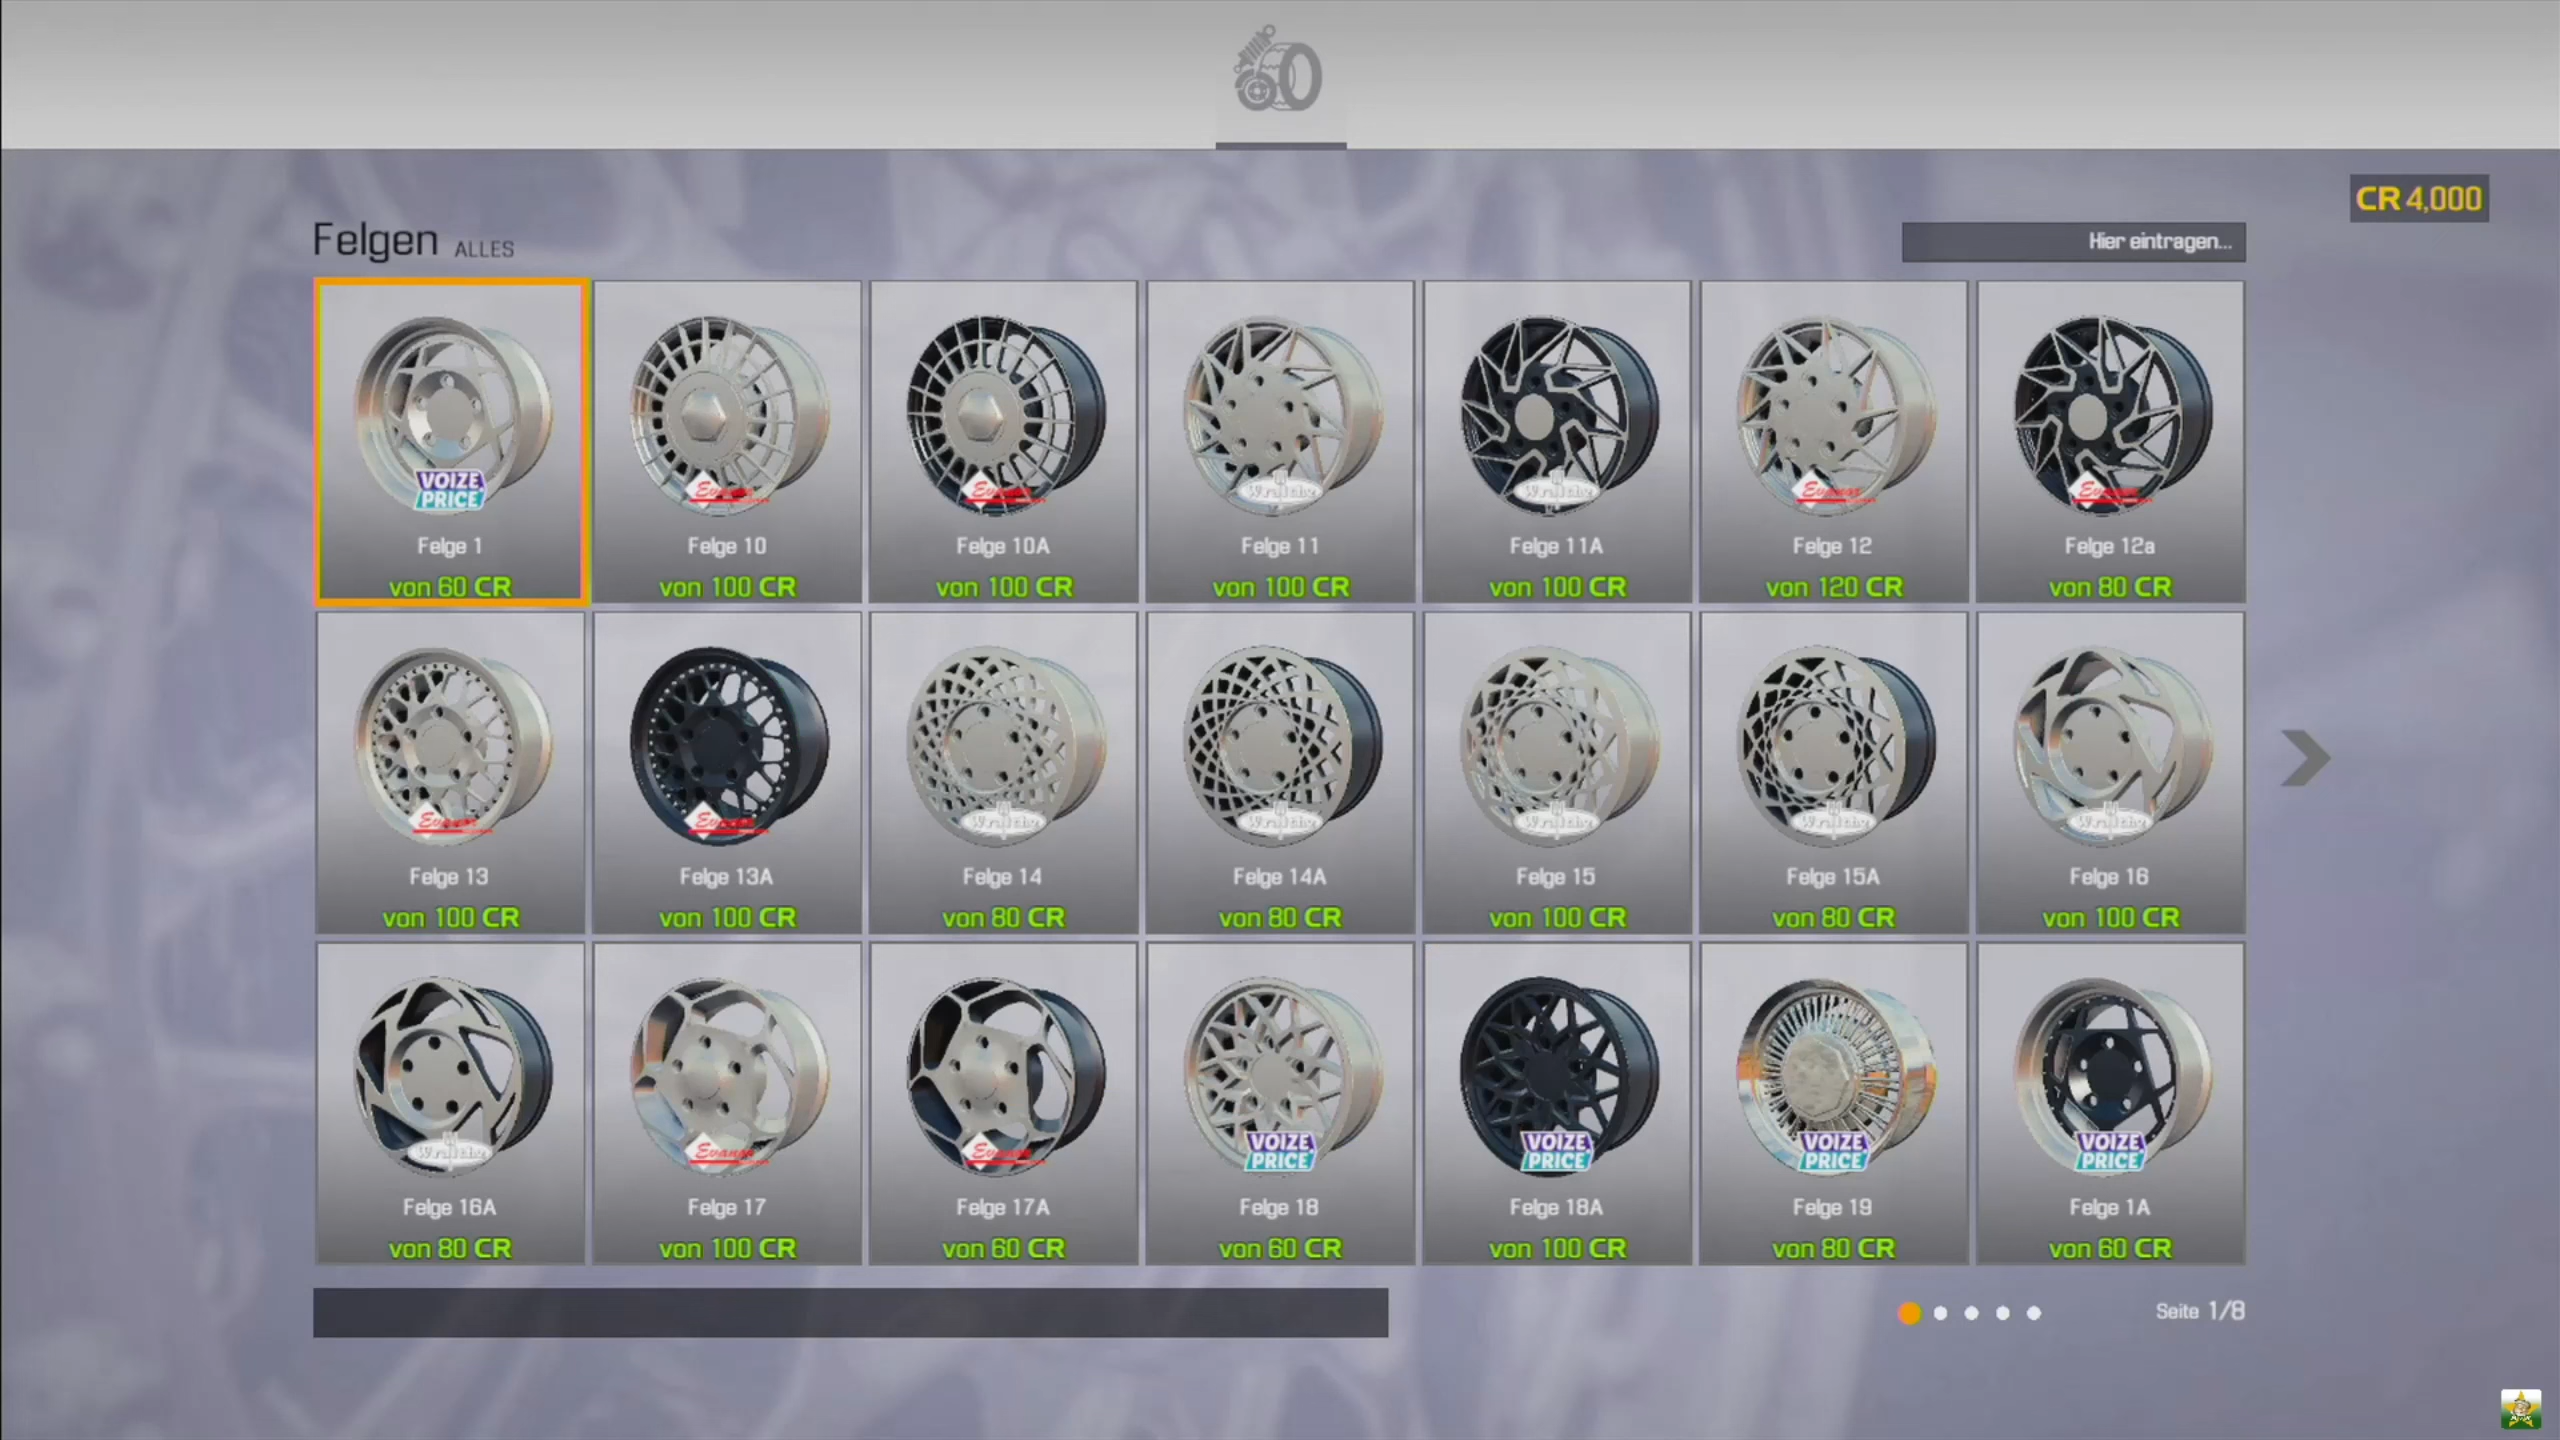 CR 4,000
Felgen ALLES
Hier eintragen...
VOIZE PRICE
Felge 1
von 60 CR
Felge 10
von 100 CR
Felge 10A
von 100 CR
Felge 11
von 100 CR
Felge 11A
von 100 CR
Felge 12
von 120 CR
Felge 12a
von 80 CR
Felge 13
von 100 CR
Felge 13A
von 100 CR
Felge 14
von 80 CR
Felge 14A
von 80 CR
Felge 15
von 100 CR
Felge 15A
von 80 CR
Felge 16
von 100 CR
Felge 16A
von 80 CR
Felge 17
von 100 CR
Felge 17A
von 60 CR
VOIZE PRICE
Felge 18
von 60 CR
VOIZE PRICE
Felge 18A
von 100 CR
VOIZE PRICE
Felge 19
von 80 CR
VOIZE PRICE
Felge 1A
von 60 CR
Seite 1/8